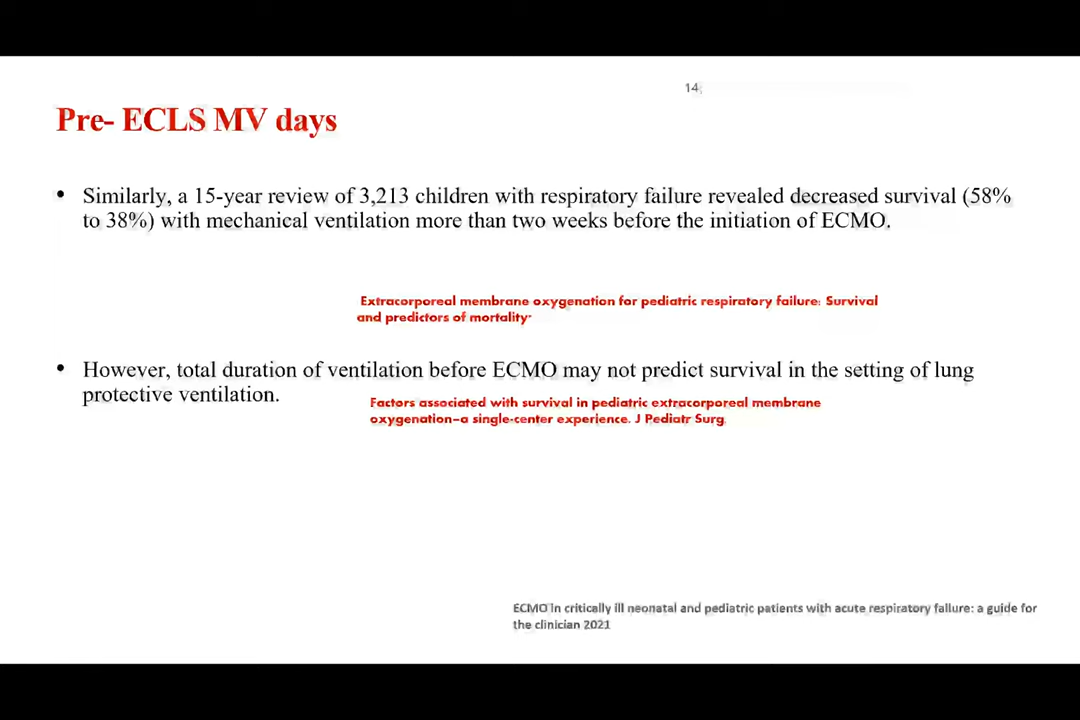 14
Pre- ECLS MV days
• Similarly, a 15-year review of 3,213 children with respiratory failure revealed decreased survival (58%
to 38%) with mechanical ventilation more than two weeks before the initiation of ECMO.
Extracorporeal membrane oxygenation for pediatric respiratory failure: Survival
and predictors of mortality*
• However, total duration of ventilation before ECMO may not predict survival in the setting of lung
protective ventilation.
Factors associated with survival in pediatric extracorporeal membrane
oxygenation–a single-center experience. J Pediatr Surg
ECMO in critically ill neonatal and pediatric patients with acute respiratory failure: a guide for
the clinician 2021